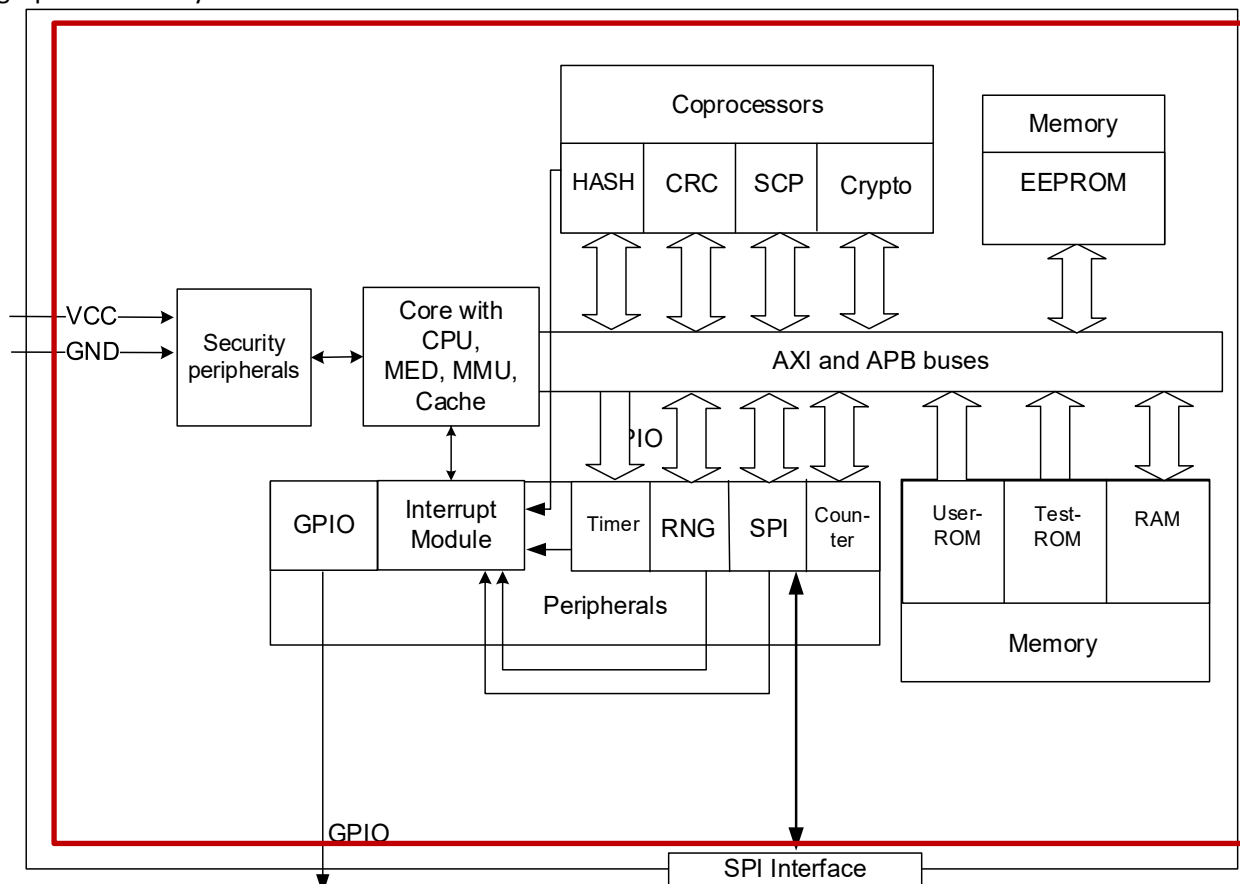 Coprocessors
HASH
CRC
SCP
Crypto
Memory
EEPROM
VCC
GND
Security
peripherals
Core with
CPU,
MED, MMU,
Cache
AXI and APB buses
PIO
GPIO
Interrupt
Module
Timer
RNG
SPI
Coun-
ter
Peripherals
User-
ROM
Test-
ROM
RAM
Memory
GPIO
SPI Interface